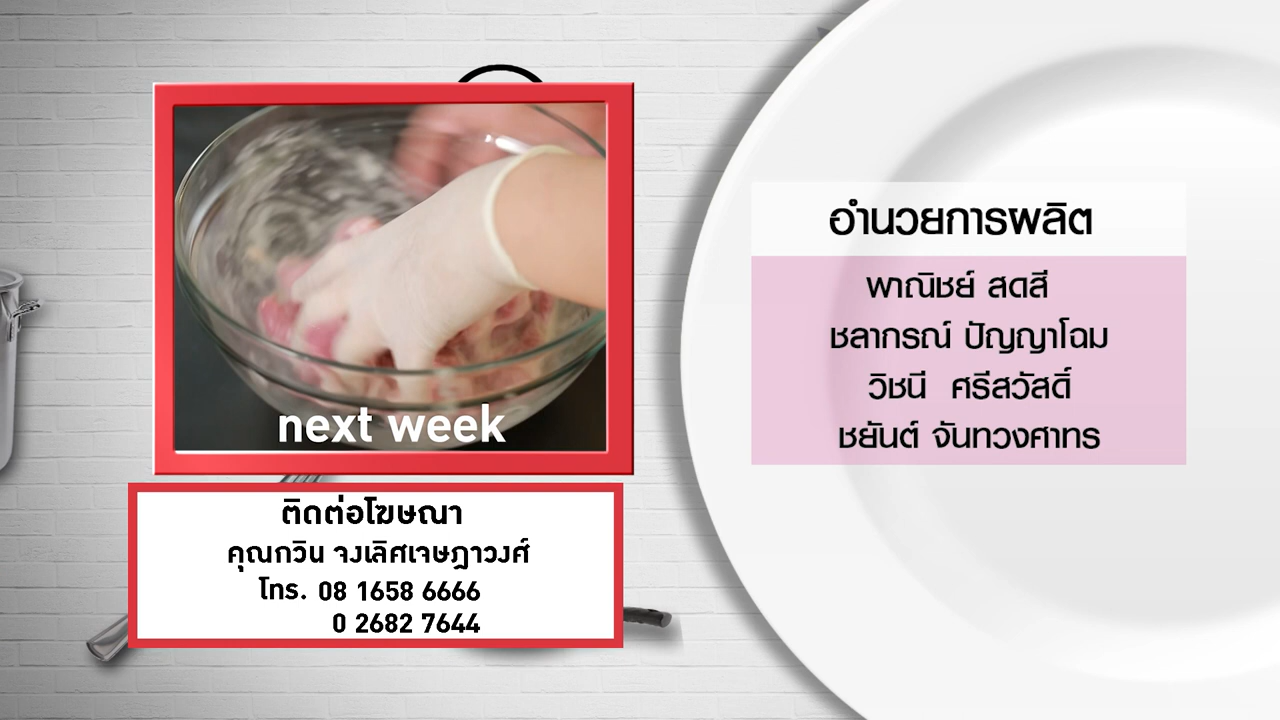 next week
ติดต่อโฆษณา
คุณกวิน จงเลิศเจษฎาวงศ์
โทร. 08 1658 6666
0 2682 7644
อำนวยการผลิต
พาณิชย์ สดสี
ชลากรณ์ ปัญญาโฉม
วิชนี ศรีสวัสดิ์
ชยันต์ จันทวงศาทร